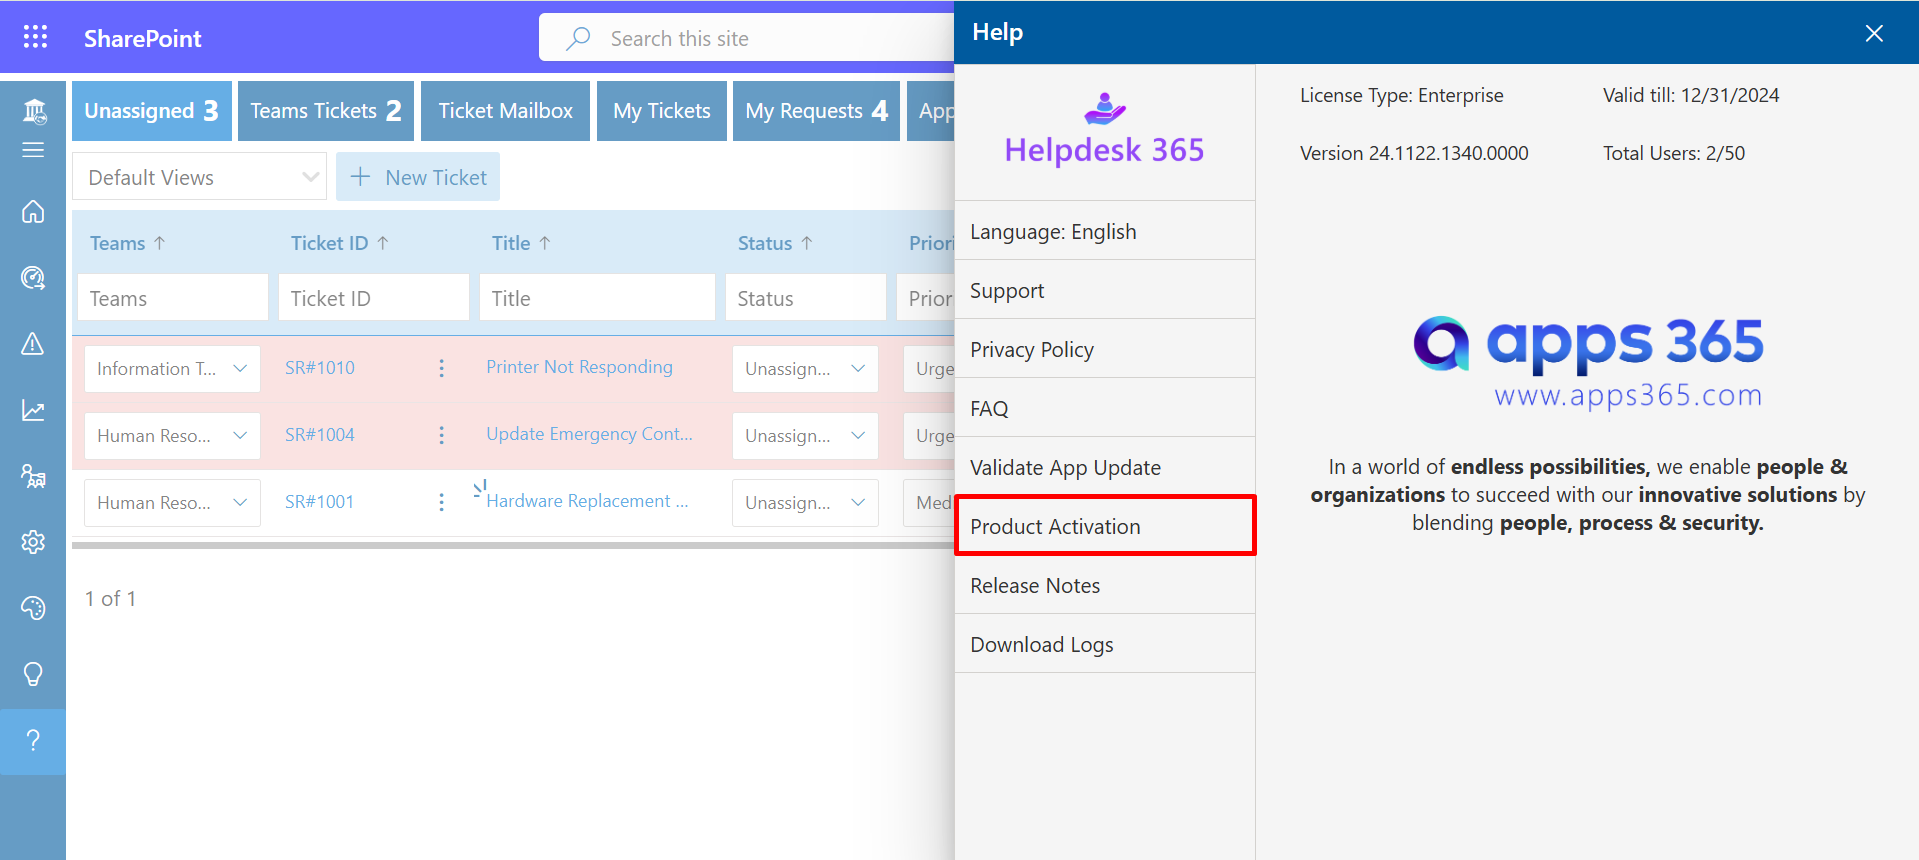 SharePoint
Search this site
Help
Unassigned 3
Teams Tickets 2
Ticket Mailbox
My Tickets
My Requests 4
App
Default Views
New Ticket
Teams
Ticket ID
Title
Status
Priori
Teams
Ticket ID
Title
Status
Prior
Information T...
SR#1010
Printer Not Responding
Unassign...
Urge
Human Reso...
SR#1004
Update Emergency Cont...
Unassign...
Urge
Human Reso...
SR#1001
Hardware Replacement ...
Unassign...
Med
1 of 1
Helpdesk 365
Language: English
Support
Privacy Policy
FAQ
Validate App Update
Product Activation
Release Notes
Download Logs
License Type: Enterprise
Valid till: 12/31/2024
Version 24.1122.1340.0000
Total Users: 2/50
apps 365
www.apps365.com
In a world of endless possibilities, we enable people &
organizations to succeed with our innovative solutions by
blending people, process & security.